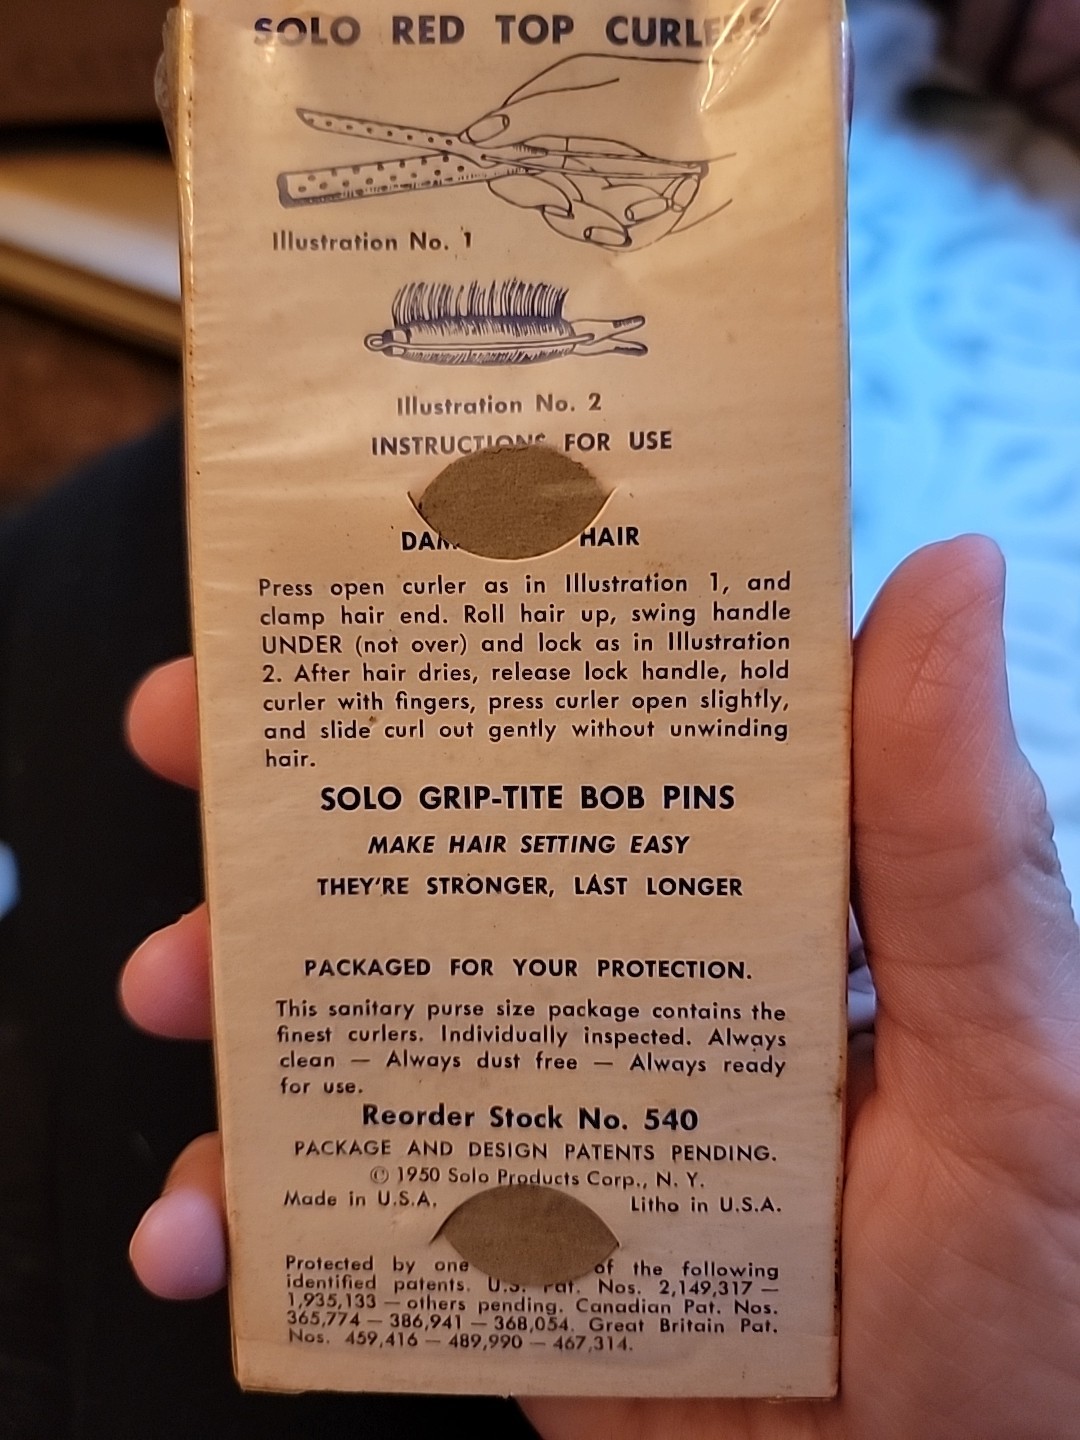 SOLO RED TOP CURLERS
Illustration No. 1
Illustration No. 2
INSTRUCTIONS FOR USE
HAIR
Press open curler as in Illustration 1, and
clamp hair end. Roll hair up, swing handle
UNDER (not over) and lock as in Illustration
2. After hair dries, release lock handle, hold
curler with fingers, press curler open slightly,
and slide curl out gently without unwinding
hair.
SOLO GRIP-TITE BOB PINS
MAKE HAIR SETTING EASY
THEY'RE STRONGER, LAST LONGER
PACKAGED FOR YOUR PROTECTION.
This sanitary purse size package contains the
finest curlers. Individually inspected. Always
clean — Always dust free — Always ready
for use.
Reorder Stock No. 540
PACKAGE AND DESIGN PATENTS PENDING.
© 1950 Solo Products Corp., N. Y.
Made in U.S.A. Litho in U.S.A.
Protected by one of the following
identified patents. U.S. Pat. Nos. 2,149,317 —
1,935,133 — others pending. Canadian Pat. Nos.
365,774 — 386,941 — 368,054. Great Britain Pat.
Nos. 459,416 — 489,990 — 467,314.